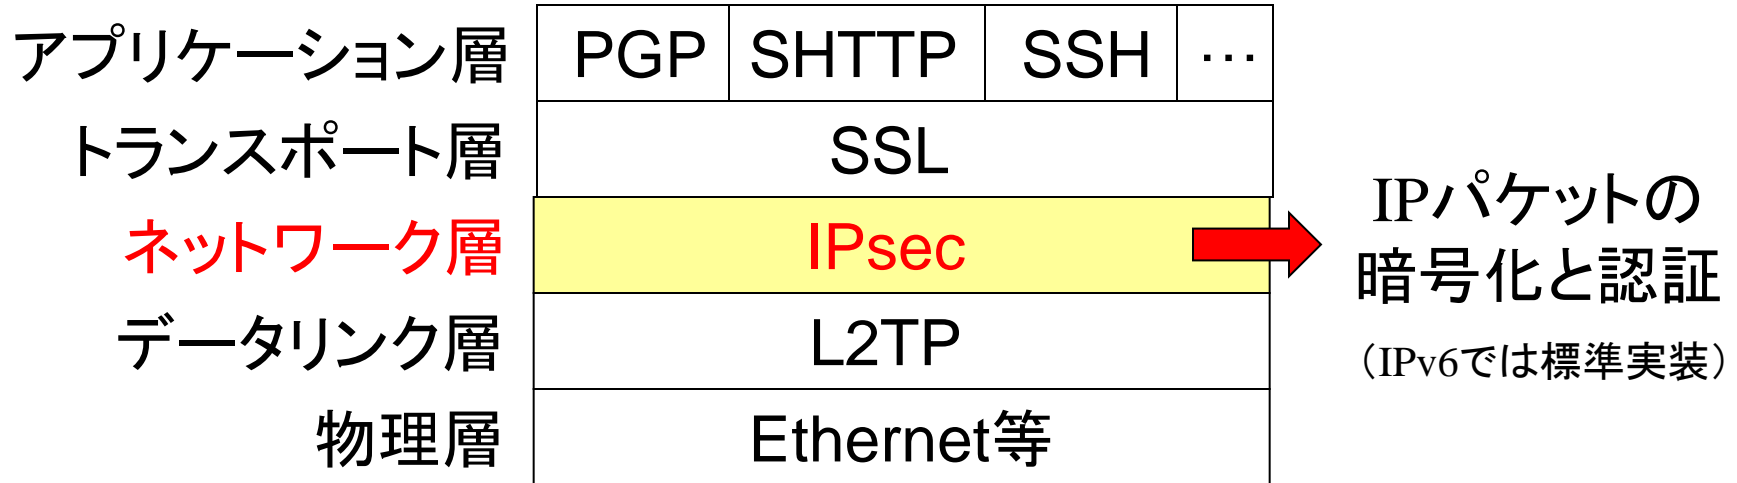 アプリケーション層 PGP SHTTP SSH …
トランスポート層 SSL
ネットワーク層 IPsec
データリンク層 L2TP
物理層 Ethernet等
IPパケットの
暗号化と認証
（IPv6では標準実装）